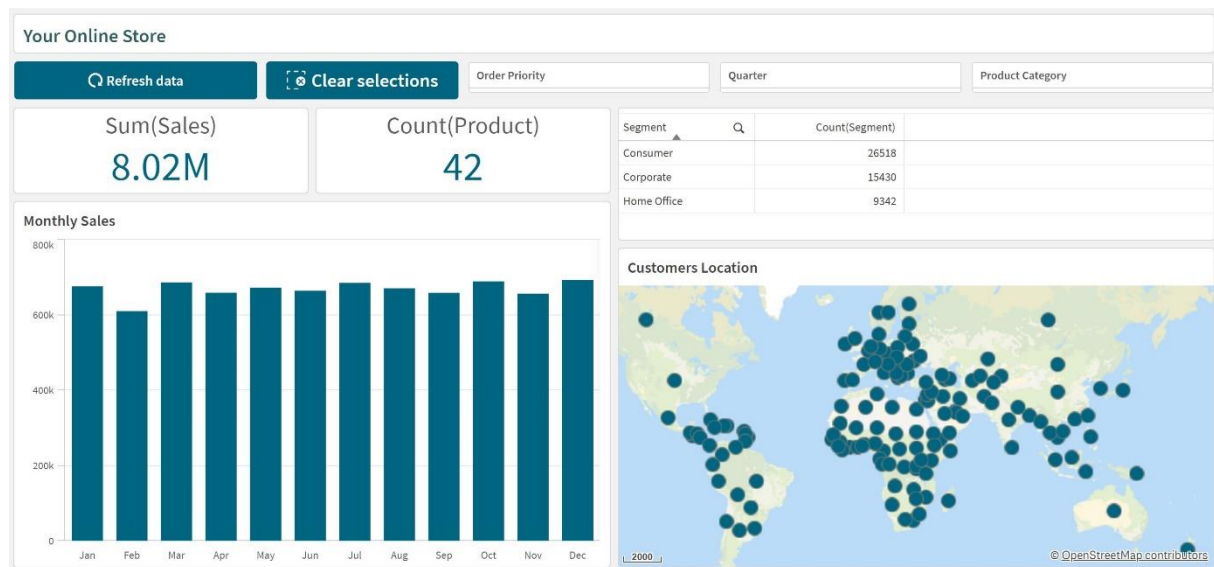 Your Online Store
Refresh data
Clear selections
Order Priority
Quarter
Product Category
Sum(Sales)
8.02M
Count(Product)
42
Segment Count(Segment)
Consumer 26518
Corporate 15430
Home Office 9342
Monthly Sales
800k
600k
400k
200k
0
Jan Feb Mar Apr May Jun Jul Aug Sep Oct Nov Dec
Customers Location
2000
© OpenStreetMap contributors